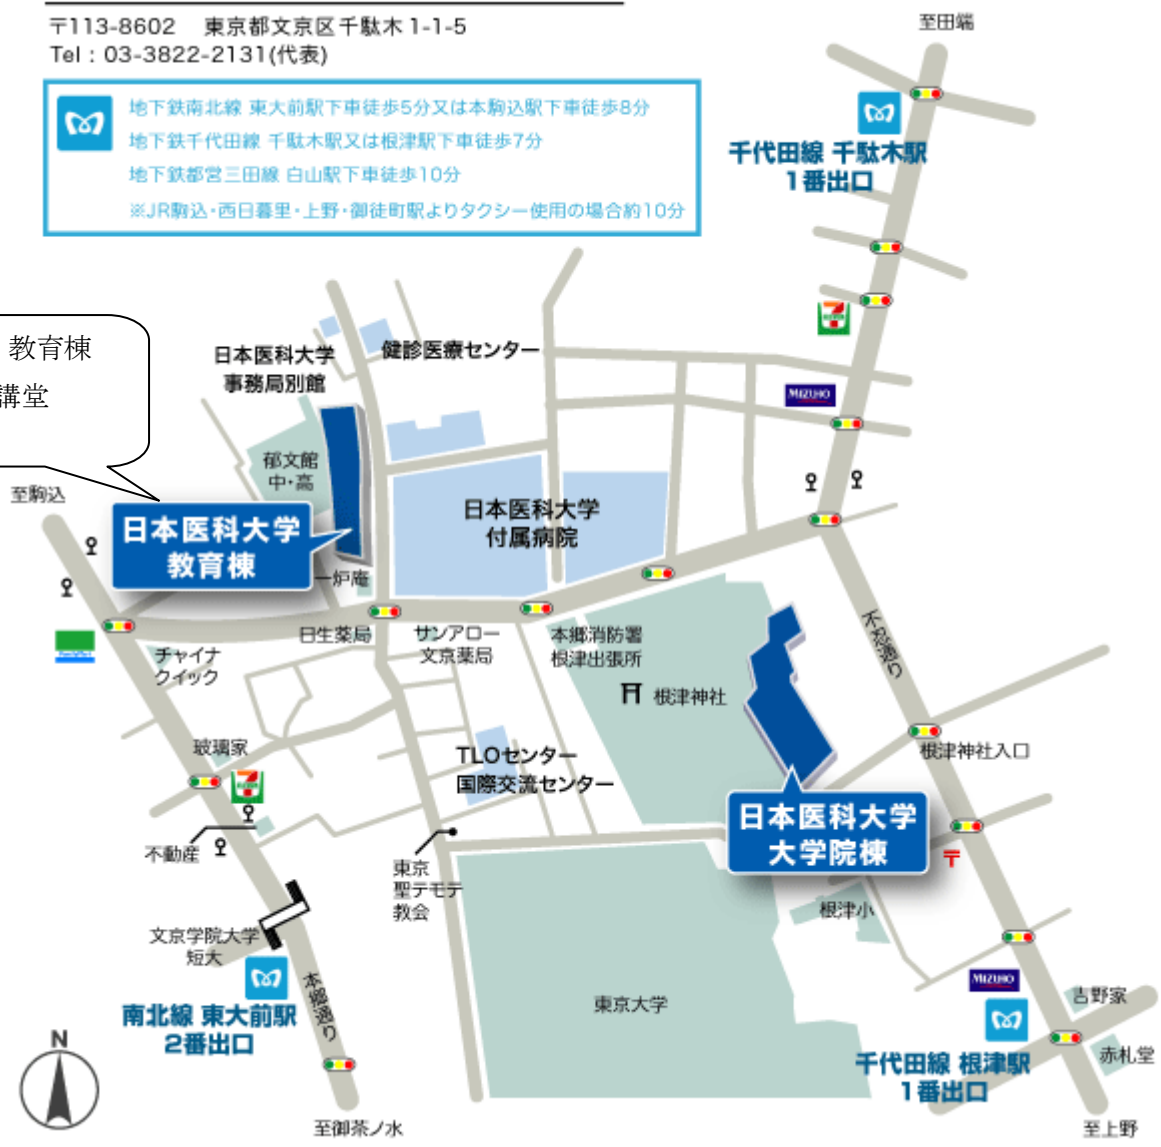 〒113-8602 東京都文京区千駄木1-1-5
Tel : 03-3822-2131(代表)
地下鉄南北線 東大前駅下車徒歩5分又は本駒込駅下車徒歩8分
地下鉄千代田線 千駄木駅又は根津駅下車徒歩7分
地下鉄都営三田線 白山駅下車徒歩10分
※JR駒込・西日暮里・上野・御徒町駅よりタクシー使用の場合約10分
至田端
千代田線 千駄木駅
1番出口
教育棟
講堂
日本医科大学
事務局別館
健診医療センター
MIZUHO
郁文館
中・高
至駒込
日本医科大学
教育棟
日本医科大学
付属病院
一炉庵
日生薬局
サンアロー
文京薬局
本郷消防署
根津出張所
不忍通り
チャイナ
クイック
根津神社
玻璃家
TLOセンター
国際交流センター
根津神社入口
日本医科大学
大学院棟
不動産
〒
東京
聖テモテ
教会
根津小
文京学院大学
短大
本郷通り
東京大学
MIZUHO
吉野家
南北線 東大前駅
2番出口
千代田線 根津駅
1番出口
赤札堂
N
至御茶ノ水
至上野